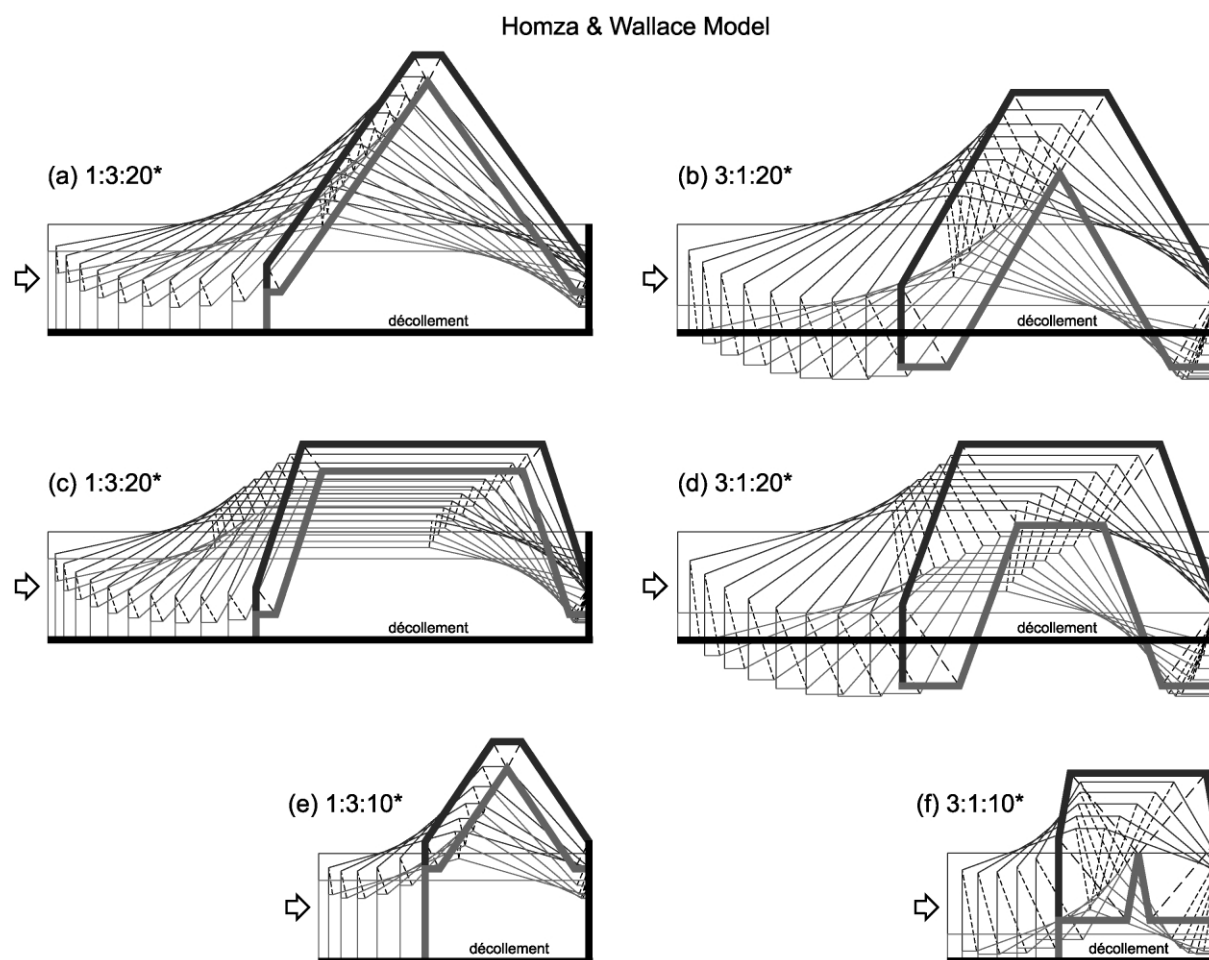 Homza & Wallace Model
(a) 1:3:20*
décollement
(b) 3:1:20*
décollement
(c) 1:3:20*
décollement
(d) 3:1:20*
décollement
(e) 1:3:10*
décollement
(f) 3:1:10*
décollement